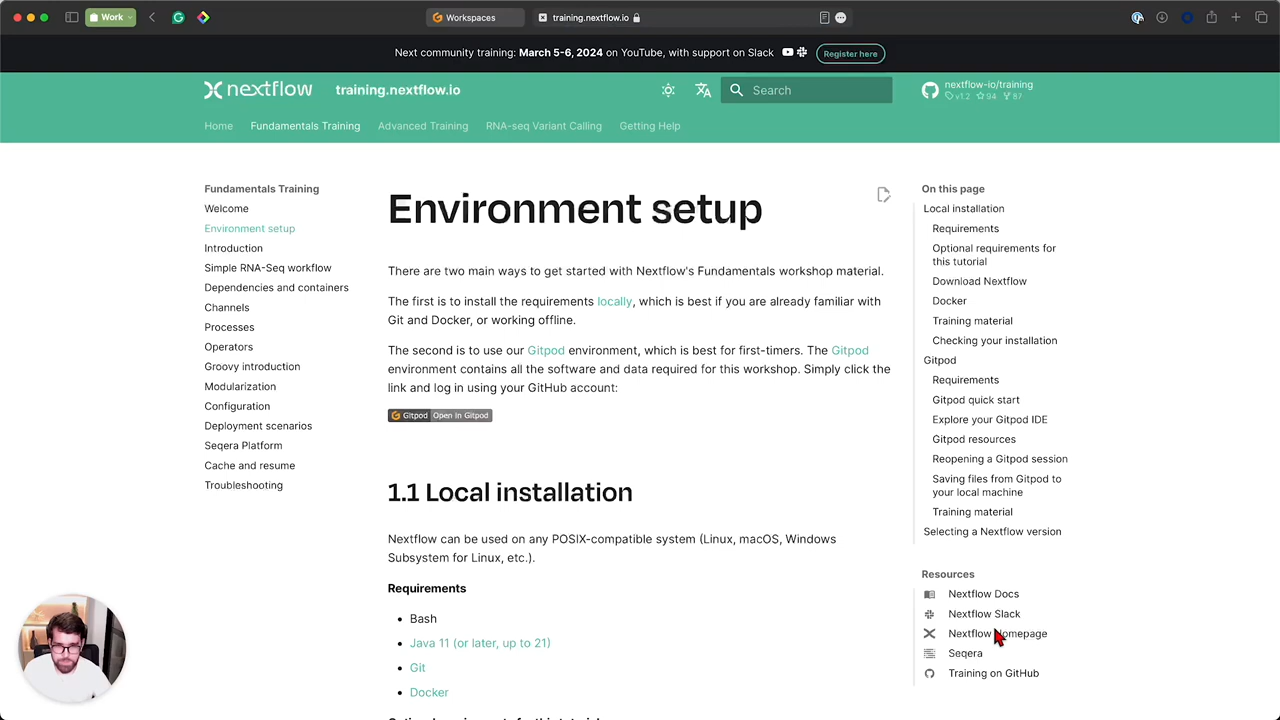 Work
Workspaces
training.nextflow.io
Next community training: March 5-6, 2024 on YouTube, with support on Slack
Register here
nextflow
training.nextflow.io
Search
nextflow-io/training
v1.2 94 87
Home
Fundamentals Training
Advanced Training
RNA-seq Variant Calling
Getting Help
Fundamentals Training
Welcome
Environment setup
Introduction
Simple RNA-Seq workflow
Dependencies and containers
Channels
Processes
Operators
Groovy introduction
Modularization
Configuration
Deployment scenarios
Seqera Platform
Cache and resume
Troubleshooting
Environment setup
There are two main ways to get started with Nextflow's Fundamentals workshop material.
The first is to install the requirements locally, which is best if you are already familiar with
Git and Docker, or working offline.
The second is to use our Gitpod environment, which is best for first-timers. The Gitpod
environment contains all the software and data required for this workshop. Simply click the
link and log in using your GitHub account:
Gitpod Open in Gitpod
1.1 Local installation
Nextflow can be used on any POSIX-compatible system (Linux, macOS, Windows
Subsystem for Linux, etc.).
Requirements
Bash
Java 11 (or later, up to 21)
Git
Docker
On this page
Local installation
Requirements
Optional requirements for
this tutorial
Download Nextflow
Docker
Training material
Checking your installation
Gitpod
Requirements
Gitpod quick start
Explore your Gitpod IDE
Gitpod resources
Reopening a Gitpod session
Saving files from Gitpod to
your local machine
Training material
Selecting a Nextflow version
Resources
Nextflow Docs
Nextflow Slack
Nextflow Homepage
Seqera
Training on GitHub